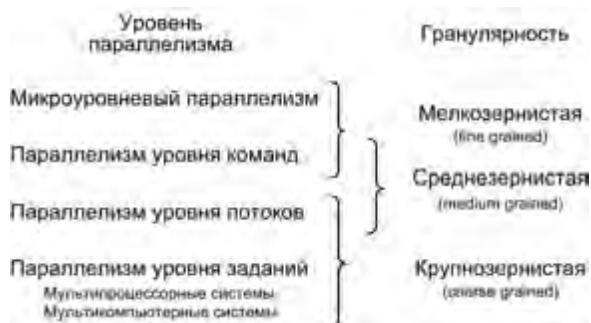 Уровень
параллелизма
Гранулярность
Микроуровневый параллелизм
Мелкозернистая
(fine grained)
Параллелизм уровня команд
Среднезернистая
(medium grained)
Параллелизм уровня потоков
Параллелизм уровня заданий
Крупнозернистая
(coarse grained)
Мультипроцессорные системы
Мультикомпьютерные системы